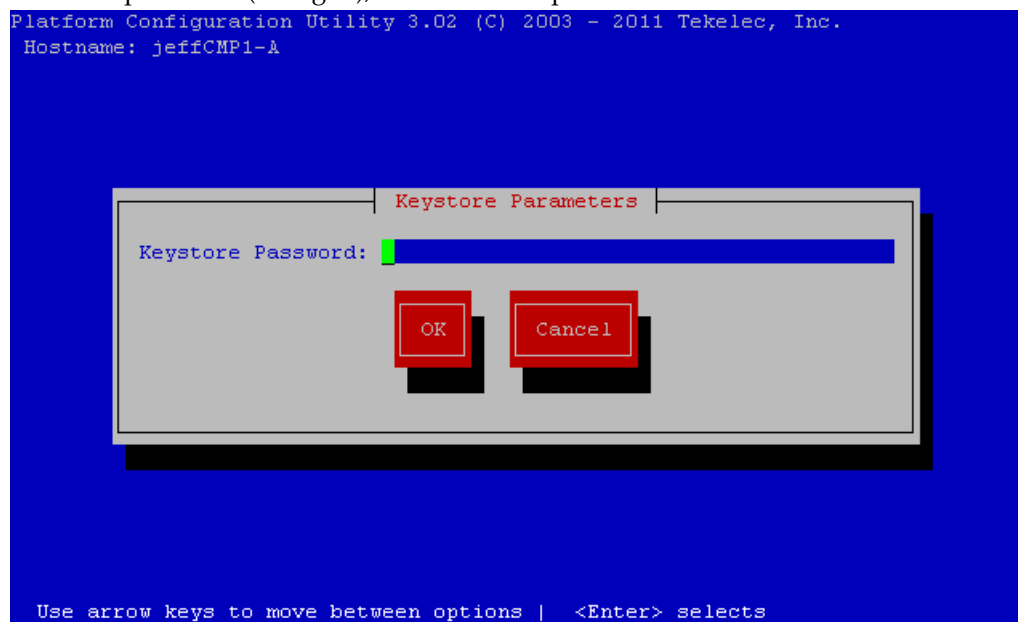 Platform Configuration Utility 3.02 (C) 2003 - 2011 Tekelec, Inc.
Hostname: jeffCMP1-A
Keystore Parameters
Keystore Password:
OK Cancel
Use arrow keys to move between options | <Enter> selects